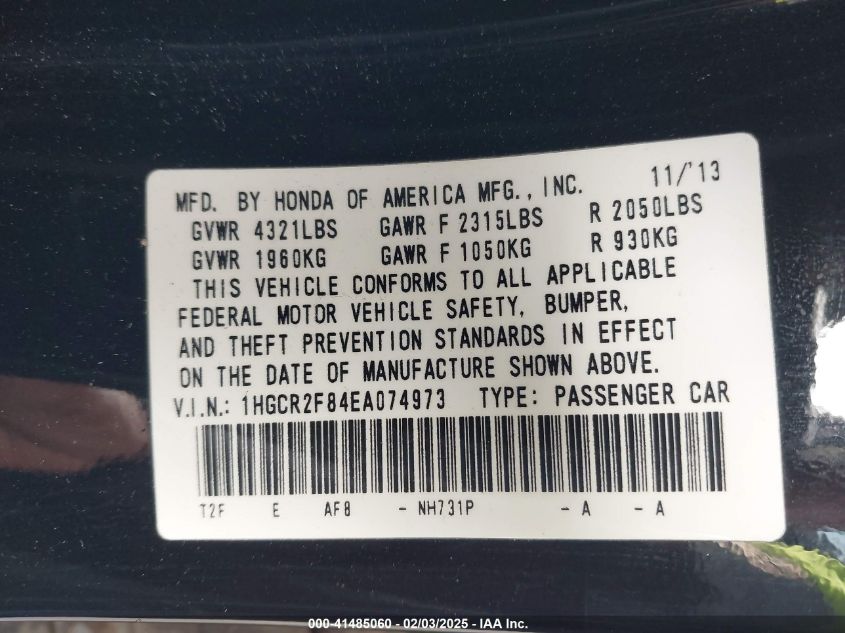 MFD. BY HONDA OF AMERICA MFG., INC. 11/'13
GVWR 4321LBS GAWR F 2315LBS R 2050LBS
GVWR 1960KG GAWR F 1050KG R 930KG
THIS VEHICLE CONFORMS TO ALL APPLICABLE
FEDERAL MOTOR VEHICLE SAFETY, BUMPER,
AND THEFT PREVENTION STANDARDS IN EFFECT
ON THE DATE OF MANUFACTURE SHOWN ABOVE.
V.I.N.: 1HGCR2F84EA074973 TYPE: PASSENGER CAR
T2F E AF8 - NH731P - A - A
000-41485060 - 02/03/2025 - IAA Inc.